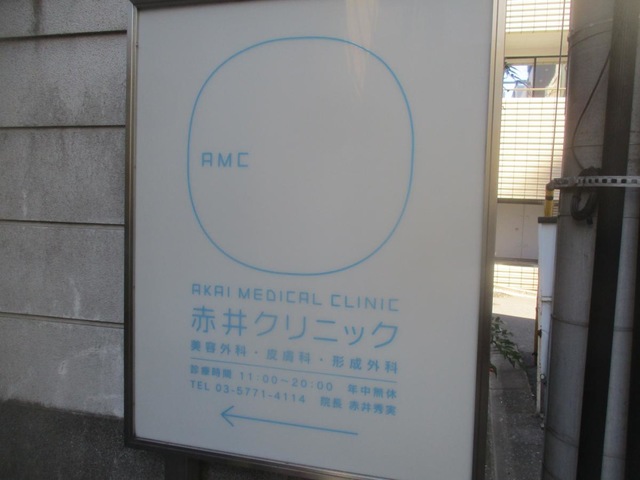 AMC
AKAI MEDICAL CLINIC
赤井クリニック
美容外科・皮膚科・形成外科
診療時間 11:00〜20:00 年中無休
TEL 03-5771-4114 院長 赤井秀実